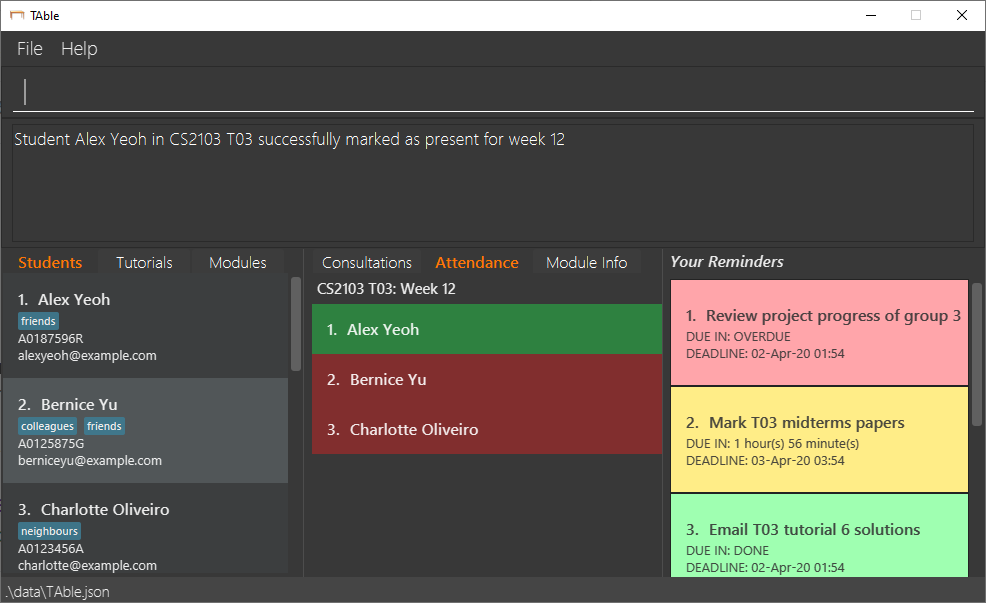 TAble
File Help
Student Alex Yeoh in CS2103 T03 successfully marked as present for week 12
Students Tutorials Modules
1. Alex Yeoh
friends
A0187596R
alexyeoh@example.com
2. Bernice Yu
colleagues friends
A0125875G
berniceyu@example.com
3. Charlotte Oliveiro
neighbours
A0123456A
charlotte@example.com
Consultations Attendance Module Info
CS2103 T03: Week 12
1. Alex Yeoh
2. Bernice Yu
3. Charlotte Oliveiro
Your Reminders
1. Review project progress of group 3
DUE IN: OVERDUE
DEADLINE: 02-Apr-20 01:54
2. Mark T03 midterms papers
DUE IN: 1 hour(s) 56 minute(s)
DEADLINE: 03-Apr-20 03:54
3. Email T03 tutorial 6 solutions
DUE IN: DONE
DEADLINE: 02-Apr-20 01:54
.\data\TAble.json